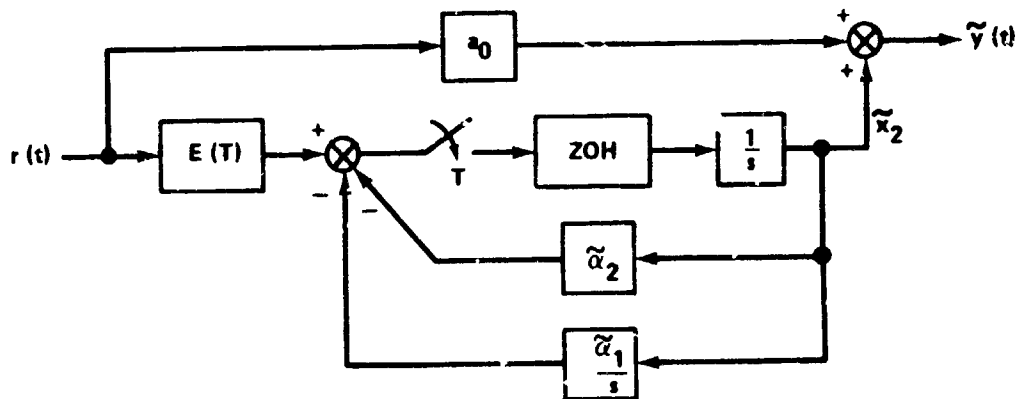 a0
+
ỹ (t)
+
x̃2
r (t)
E (T)
+
T
ZOH
1
s
−
−
α̃2
α̃1
s